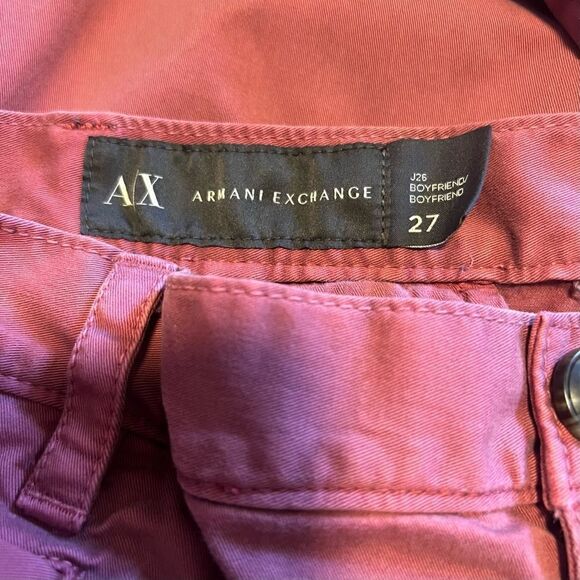 A/X ARMANI EXCHANGE
J26
BOYFRIEND/
BOYFRIEND
27